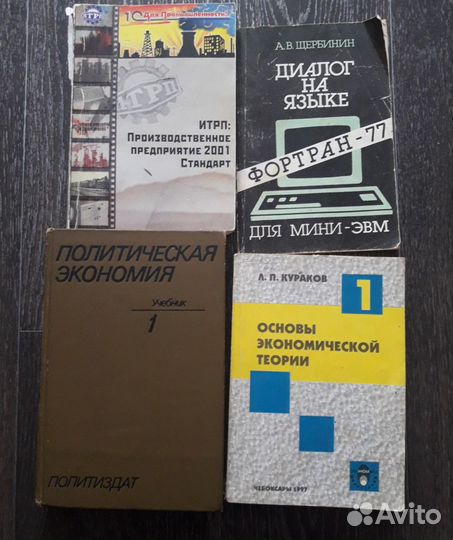 ИТРП
1С Для Промышленности
ИТРП
ИТРП:
Производственное
предприятие 2001
Стандарт
А.В. ЩЕРБИНИН
ДИАЛОГ
НА
ЯЗЫКЕ
ФОРТРАН-77
ДЛЯ МИНИ-ЭВМ
ПОЛИТИЧЕСКАЯ
ЭКОНОМИЯ
Учебник
1
ПОЛИТИЗДАТ
Л. П. КУРАКОВ
1
ОСНОВЫ
ЭКОНОМИЧЕСКОЙ
ТЕОРИИ
ЧЕБОКСАРЫ 1997
Avito